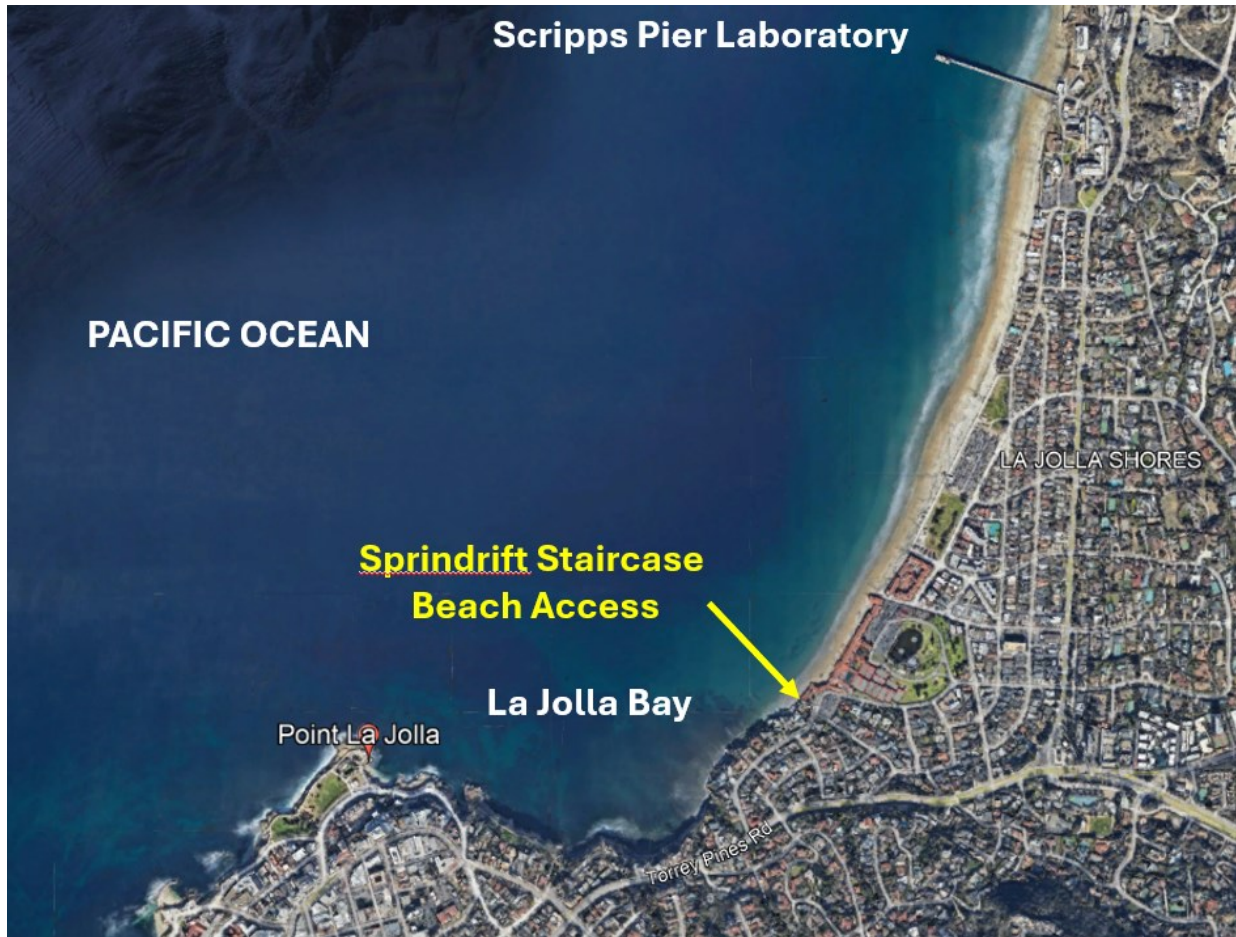 Scripps Pier Laboratory
PACIFIC OCEAN
LA JOLLA SHORES
Sprindrift Staircase
Beach Access
La Jolla Bay
Point La Jolla
Torrey Pines Rd